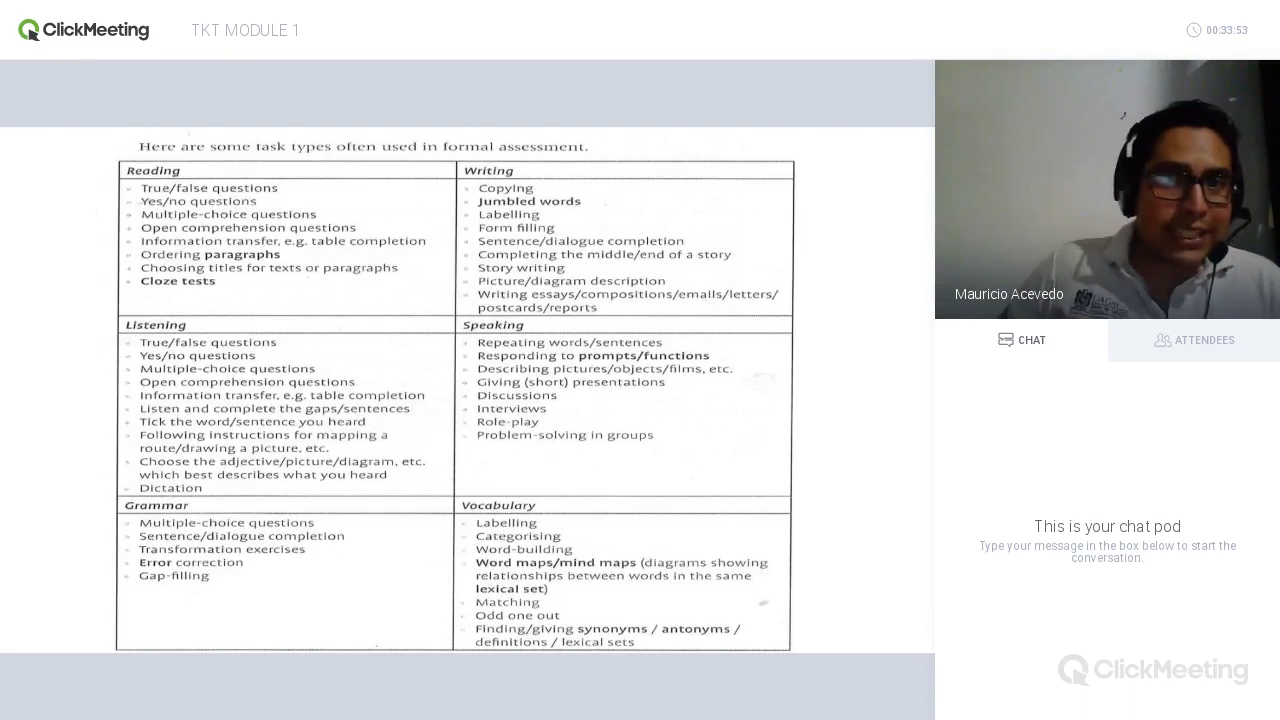 ClickMeeting
TKT MODULE 1
00:33:53
Here are some task types often used in formal assessment.
Reading
True/false questions
Yes/no questions
Multiple-choice questions
Open comprehension questions
Information transfer, e.g. table completion
Ordering paragraphs
Choosing titles for texts or paragraphs
Cloze tests
Writing
Copying
Jumbled words
Labelling
Form filling
Sentence/dialogue completion
Completing the middle/end of a story
Story writing
Picture/diagram description
Writing essays/compositions/emails/letters/
postcards/reports
Listening
True/false questions
Yes/no questions
Multiple-choice questions
Open comprehension questions
Information transfer, e.g. table completion
Listen and complete the gaps/sentences
Tick the word/sentence you heard
Following instructions for mapping a
route/drawing a picture, etc.
Choose the adjective/picture/diagram, etc.
which best describes what you heard
Dictation
Speaking
Repeating words/sentences
Responding to prompts/functions
Describing pictures/objects/films, etc.
Giving (short) presentations
Discussions
Interviews
Role-play
Problem-solving in groups
Grammar
Multiple-choice questions
Sentence/dialogue completion
Transformation exercises
Error correction
Gap-filling
Vocabulary
Labelling
Categorising
Word-building
Word maps/mind maps (diagrams showing
relationships between words in the same
lexical set)
Matching
Odd one out
Finding/giving synonyms / antonyms /
definitions / lexical sets
Mauricio Acevedo
CHAT
ATTENDEES
This is your chat pod
Type your message in the box below to start the
conversation.
ClickMeeting